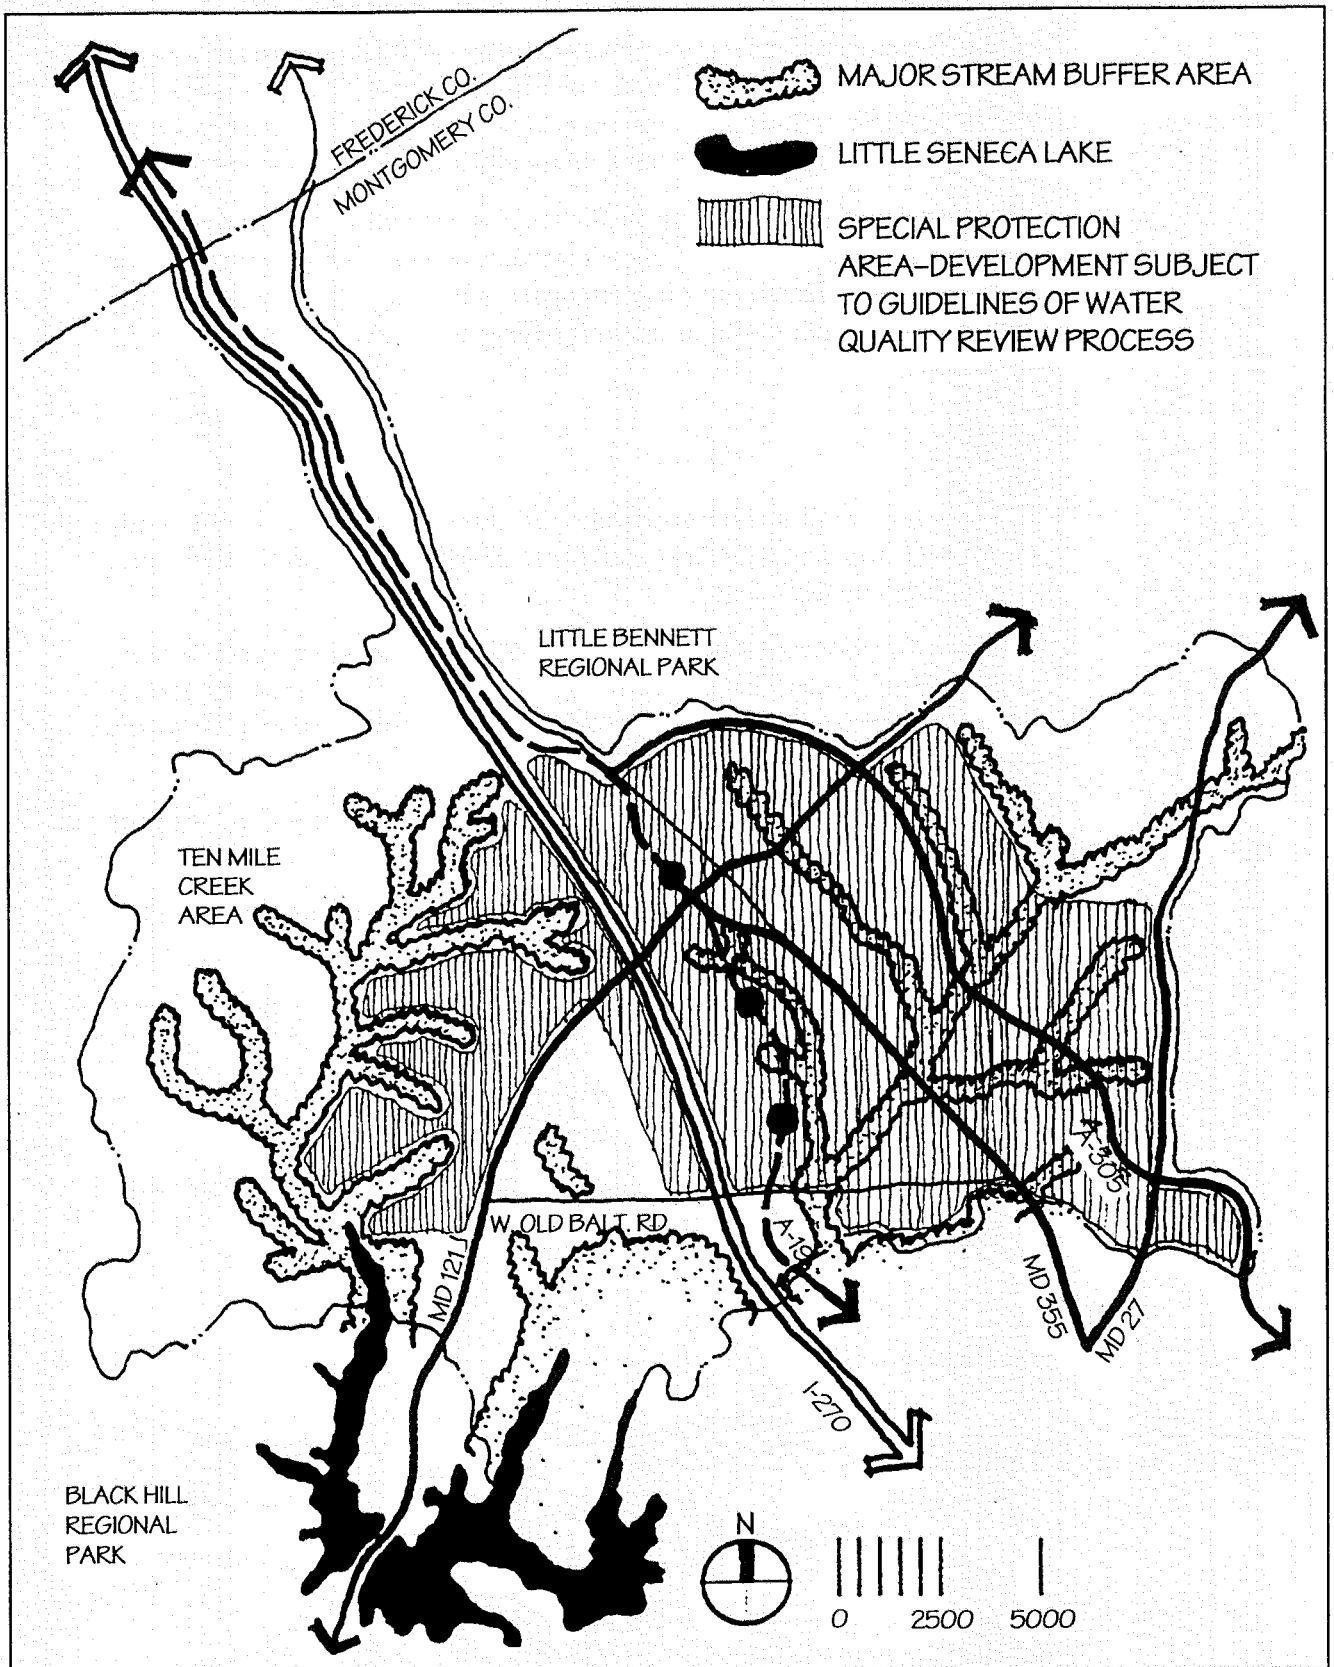 MAJOR STREAM BUFFER AREA
LITTLE SENECA LAKE
SPECIAL PROTECTION
AREA-DEVELOPMENT SUBJECT
TO GUIDELINES OF WATER
QUALITY REVIEW PROCESS
FREDERICK CO.
MONTGOMERY CO.
LITTLE BENNETT
REGIONAL PARK
TEN MILE
CREEK
AREA
A-305
W. OLD BALT. RD.
A-19
MD 121
MD 355
MD 27
I-270
BLACK HILL
REGIONAL
PARK
N
0 2500 5000